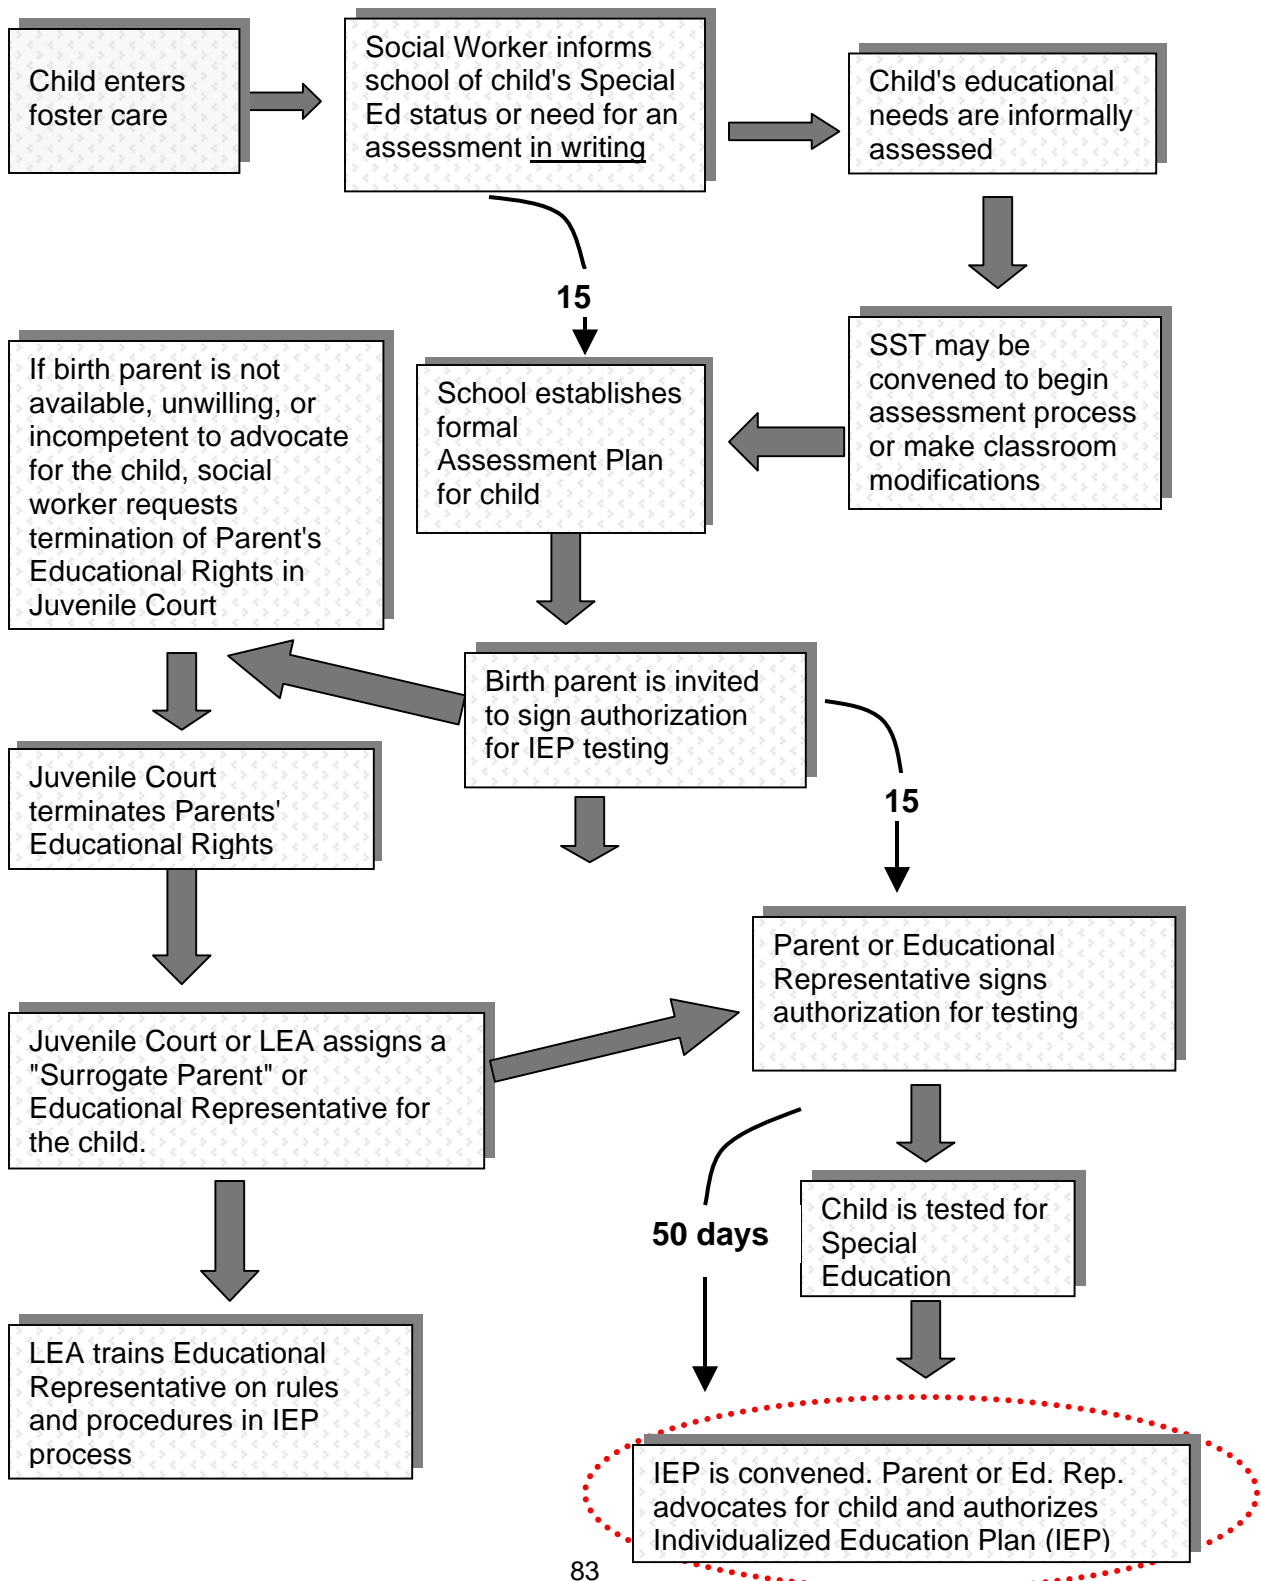 Child enters
foster care
Social Worker informs
school of child's Special
Ed status or need for an
assessment in writing
Child's educational
needs are informally
assessed
15
If birth parent is not
available, unwilling, or
incompetent to advocate
for the child, social
worker requests
termination of Parent's
Educational Rights in
Juvenile Court
School establishes
formal
Assessment Plan
for child
SST may be
convened to begin
assessment process
or make classroom
modifications
Birth parent is invited
to sign authorization
for IEP testing
Juvenile Court
terminates Parents'
Educational Rights
15
Parent or Educational
Representative signs
authorization for testing
Juvenile Court or LEA assigns a
"Surrogate Parent" or
Educational Representative for
the child.
50 days
Child is tested for
Special
Education
LEA trains Educational
Representative on rules
and procedures in IEP
process
IEP is convened. Parent or Ed. Rep.
advocates for child and authorizes
Individualized Education Plan (IEP)
83